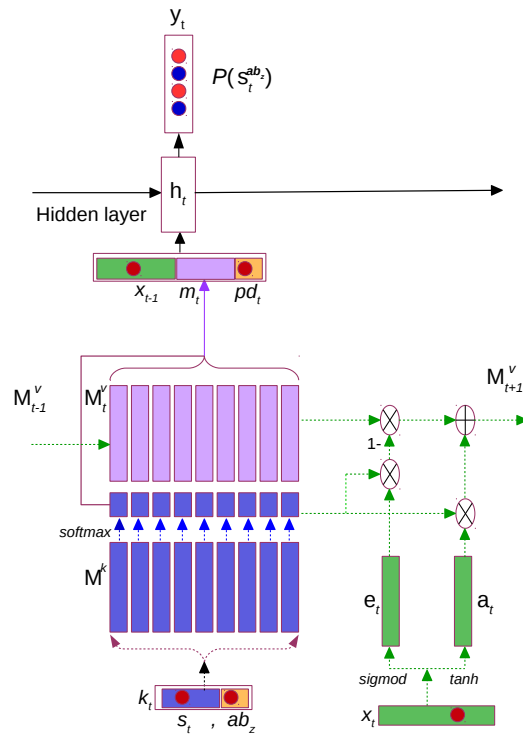 y_t
P(s_t^{ab_z})
h_t
Hidden layer
x_{t-1} m_t pd_t
M_{t-1}^v M_t^v M_{t+1}^v
1-
softmax
M^k
e_t a_t
sigmod tanh
k_t
s_t , ab_z
x_t